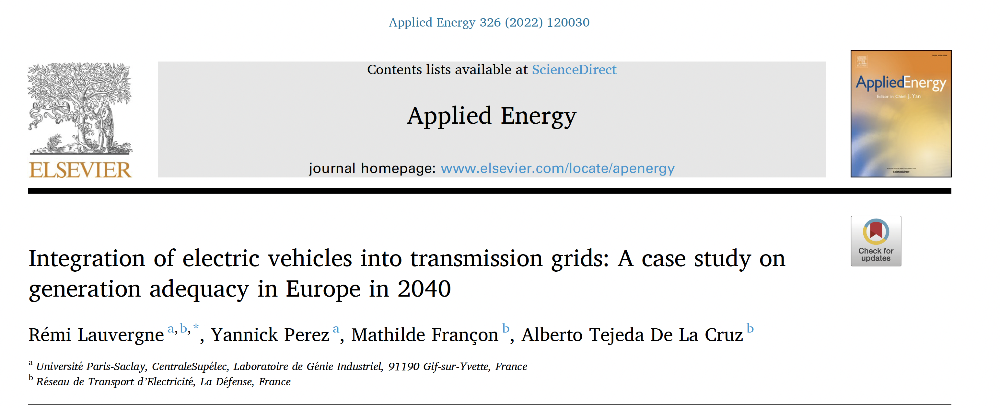 Applied Energy 326 (2022) 120030
Contents lists available at ScienceDirect
Applied Energy
journal homepage: www.elsevier.com/locate/apenergy
NON SOLUS
ELSEVIER
AppliedEnergy
Editor in Chief: J. Yan
ScienceDirect
Check for
updates
Integration of electric vehicles into transmission grids: A case study on
generation adequacy in Europe in 2040
Rémi Lauvergne a,b,*, Yannick Perez a, Mathilde Françon b, Alberto Tejeda De La Cruz b
a Université Paris-Saclay, CentraleSupélec, Laboratoire de Génie Industriel, 91190 Gif-sur-Yvette, France
b Réseau de Transport d’Electricité, La Défense, France